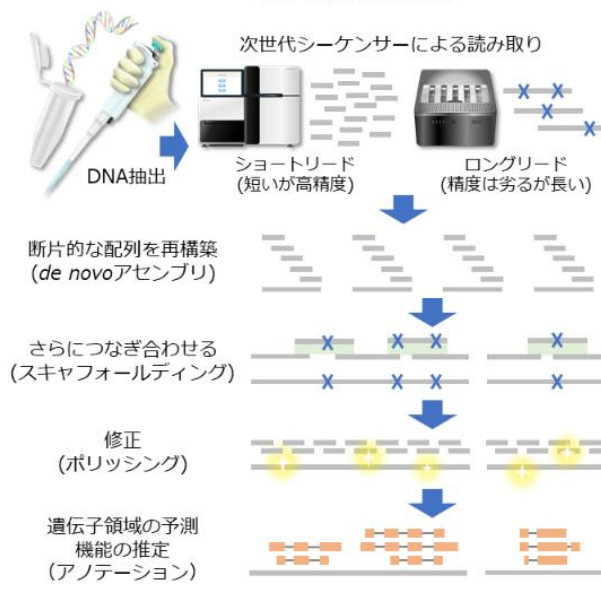 次世代シーケンサーによる読み取り
DNA抽出
ショートリード
(短いが高精度)
ロングリード
(精度は劣るが長い)
断片的な配列を再構築
(de novoアセンブリ)
さらにつなぎ合わせる
(スキャフォールディング)
修正
(ポリッシング)
遺伝子領域の予測
機能の推定
（アノテーション）